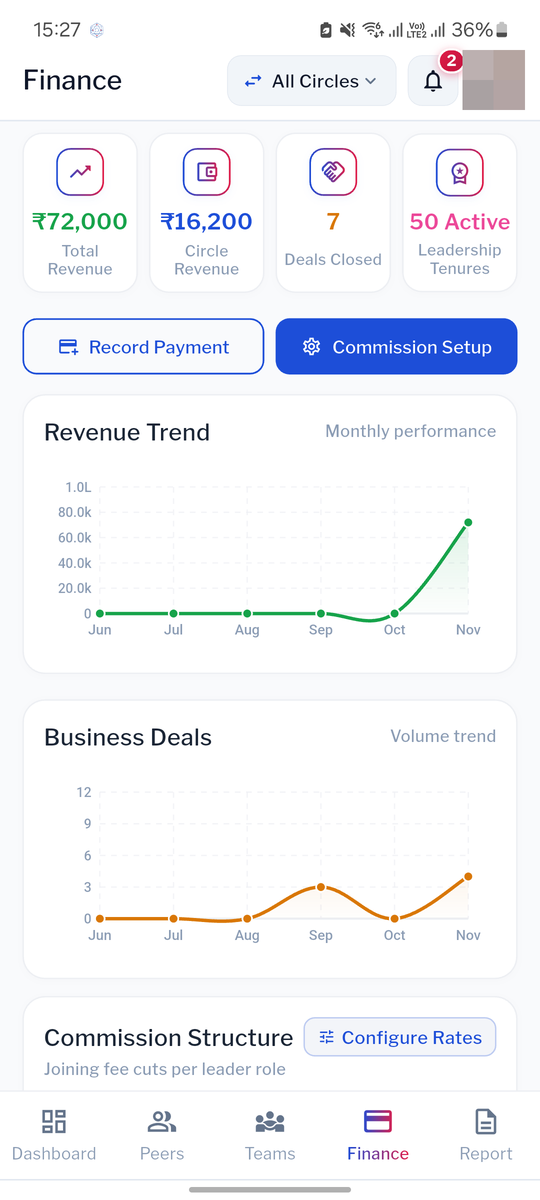 15:27 Vo)) LTE2 36%
Finance All Circles 2
₹72,000 ₹16,200 7 50 Active
Total Revenue Circle Revenue Deals Closed Leadership Tenures
Record Payment Commission Setup
Revenue Trend Monthly performance
1.0L
80.0k
60.0k
40.0k
20.0k
0
Jun Jul Aug Sep Oct Nov
Business Deals Volume trend
12
9
6
3
0
Jun Jul Aug Sep Oct Nov
Commission Structure Configure Rates
Joining fee cuts per leader role
Dashboard Peers Teams Finance Report